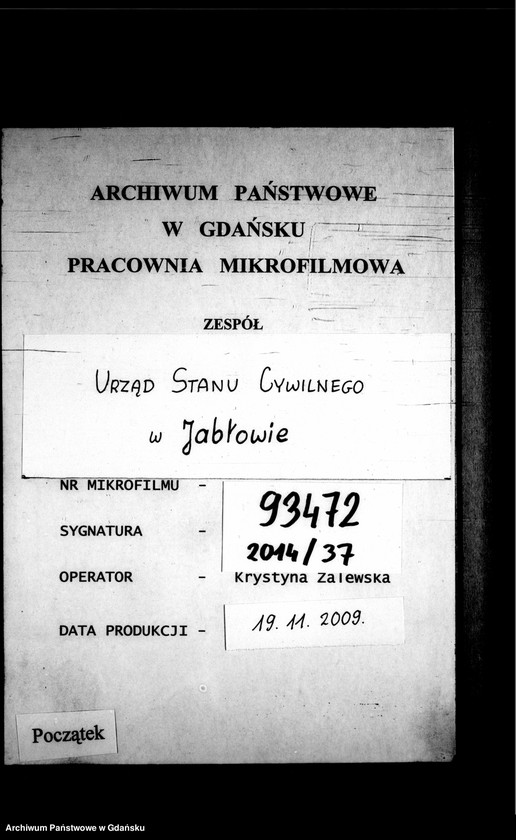 ARCHIWUM PAŃSTWOWE
W GDAŃSKU
PRACOWNIA MIKROFILMOWA
ZESPÓŁ
URZĄD STANU CYWILNEGO
w Jabłowie
NR MIKROFILMU - 93472
SYGNATURA - 2014/37
OPERATOR - Krystyna Zalewska
DATA PRODUKCJI - 19.11.2009.
Początek
Archiwum Państwowe w Gdańsku